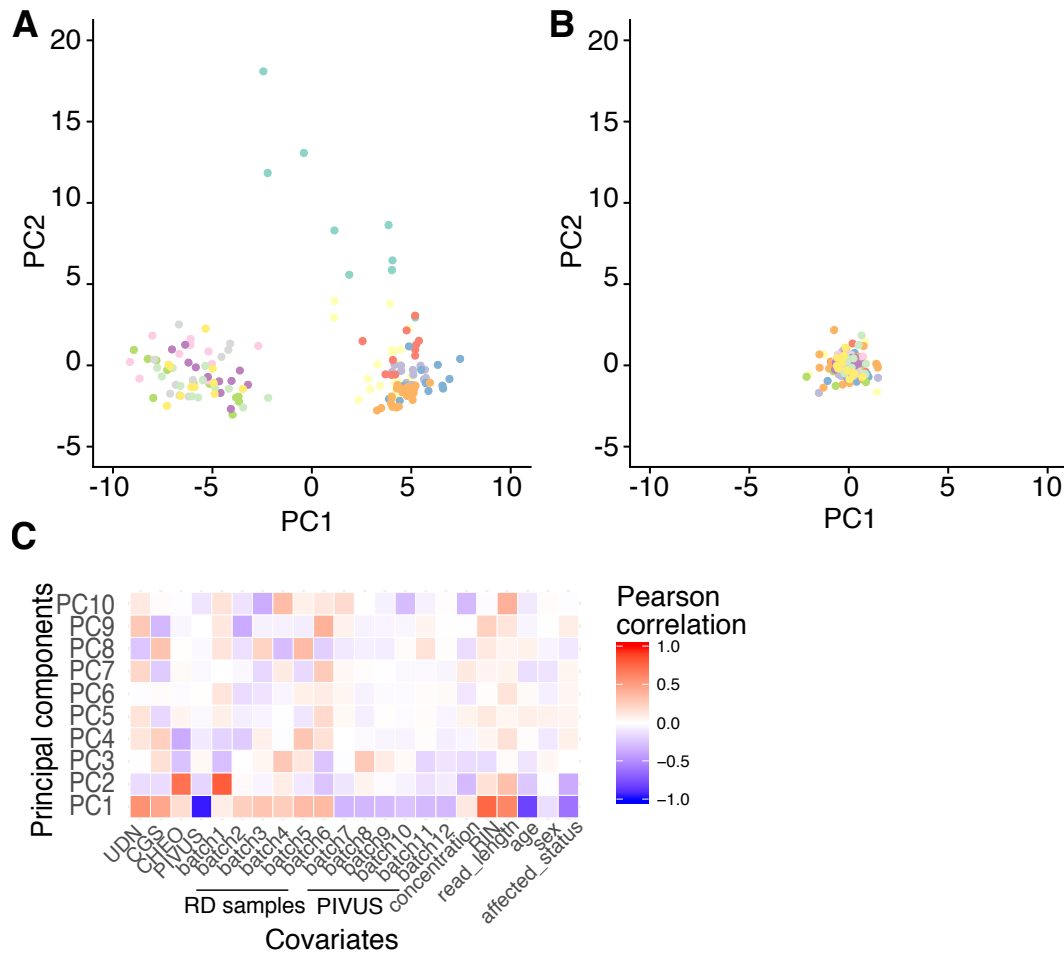 A
B
20
15
10
5
0
-5
PC2
-10
-5
0
5
10
PC1
20
15
10
5
0
-5
PC2
-10
-5
0
5
10
PC1
C
Principal components
PC10
PC9
PC8
PC7
PC6
PC5
PC4
PC3
PC2
PC1
UDN
CGS
CHEO
PIVUS
batch1
batch2
batch3
batch4
batch5
batch6
batch7
batch8
batch9
batch10
batch11
batch12
concentration
RIN
read_length
age
sex
affected_status
RD samples
PIVUS
Covariates
Pearson
correlation
1.0
0.5
0.0
−0.5
−1.0